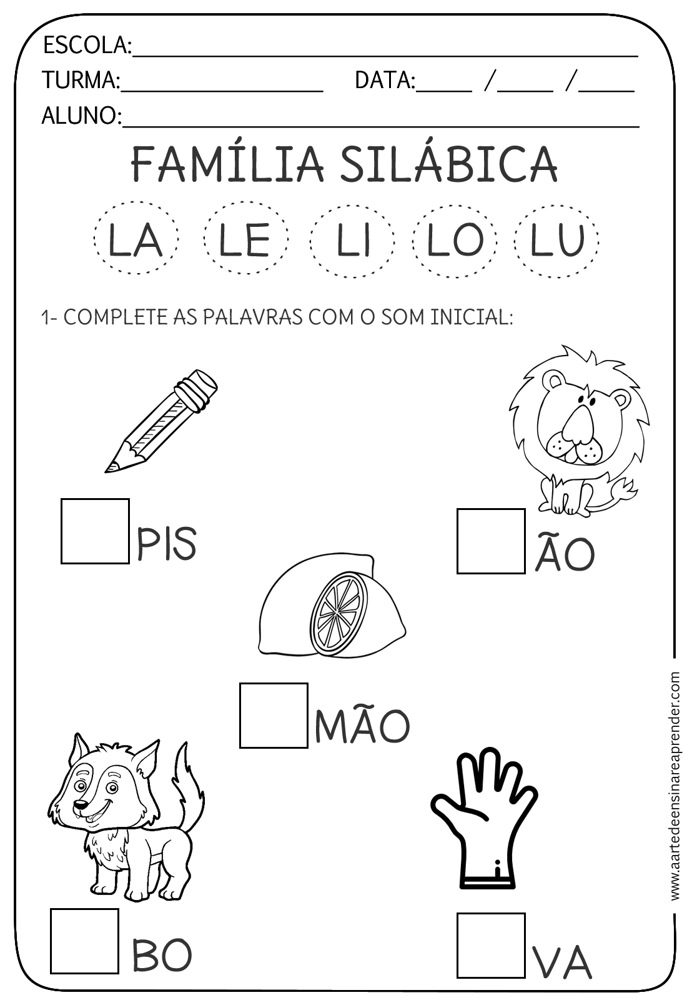 ESCOLA:
TURMA: DATA: / /
ALUNO:
FAMÍLIA SILÁBICA
LA LE LI LO LU
1- COMPLETE AS PALAVRAS COM O SOM INICIAL:
PIS
ÃO
MÃO
BO
VA
www.aartedeensinareaprender.com